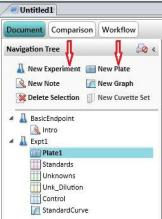 Untitled1
Document Comparison Workflow
Navigation Tree
New Experiment New Plate
New Note New Graph
Delete Selection New Cuvette Set
BasicEndpoint
Intro
Expt1
Plate1
Standards
Unknowns
Unk_Dilution
Control
StandardCurve